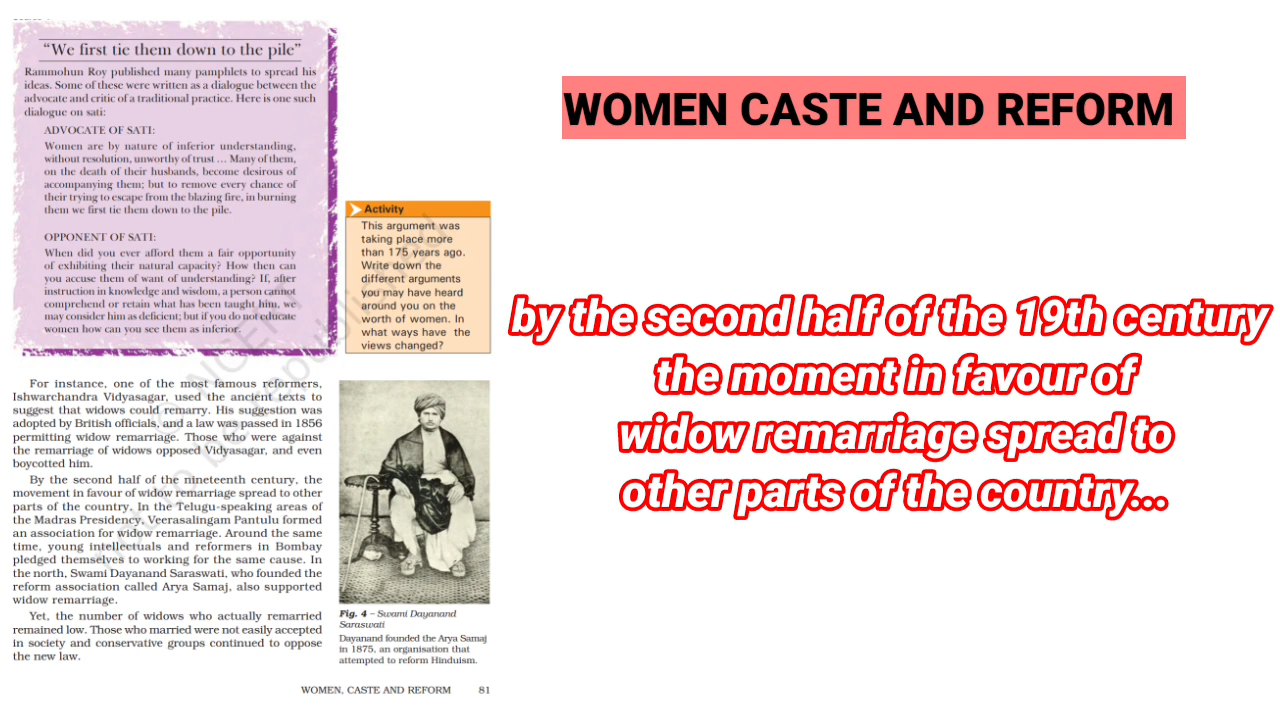 “We first tie them down to the pile”
Rammohun Roy published many pamphlets to spread his
ideas. Some of these were written as a dialogue between the
advocate and critic of a traditional practice. Here is one such
dialogue on sati:
ADVOCATE OF SATI:
Women are by nature of inferior understanding,
without resolution, unworthy of trust … Many of them,
on the death of their husbands, become desirous of
accompanying them; but to remove every chance of
their trying to escape from the blazing fire, in burning
them we first tie them down to the pile.
OPPONENT OF SATI:
When did you ever afford them a fair opportunity
of exhibiting their natural capacity? How then can
you accuse them of want of understanding? If, after
instruction in knowledge and wisdom, a person cannot
comprehend or retain what has been taught him, we
may consider him as deficient; but if you do not educate
women how can you see them as inferior.
Activity
This argument was
taking place more
than 175 years ago.
Write down the
different arguments
you may have heard
around you on the
worth of women. In
what ways have the
views changed?
For instance, one of the most famous reformers,
Ishwarchandra Vidyasagar, used the ancient texts to
suggest that widows could remarry. His suggestion was
adopted by British officials, and a law was passed in 1856
permitting widow remarriage. Those who were against
the remarriage of widows opposed Vidyasagar, and even
boycotted him.
By the second half of the nineteenth century, the
movement in favour of widow remarriage spread to other
parts of the country. In the Telugu-speaking areas of
the Madras Presidency, Veerasalingam Pantulu formed
an association for widow remarriage. Around the same
time, young intellectuals and reformers in Bombay
pledged themselves to working for the same cause. In
the north, Swami Dayanand Saraswati, who founded the
reform association called Arya Samaj, also supported
widow remarriage.
Yet, the number of widows who actually remarried
remained low. Those who married were not easily accepted
in society and conservative groups continued to oppose
the new law.
Fig. 4 – Swami Dayanand
Saraswati
Dayanand founded the Arya Samaj
in 1875, an organisation that
attempted to reform Hinduism.
WOMEN, CASTE AND REFORM 81
WOMEN CASTE AND REFORM
by the second half of the 19th century
the moment in favour of
widow remarriage spread to
other parts of the country...